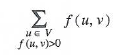 ∑ f(u, v)
u ∈ V
f(u,v)>0